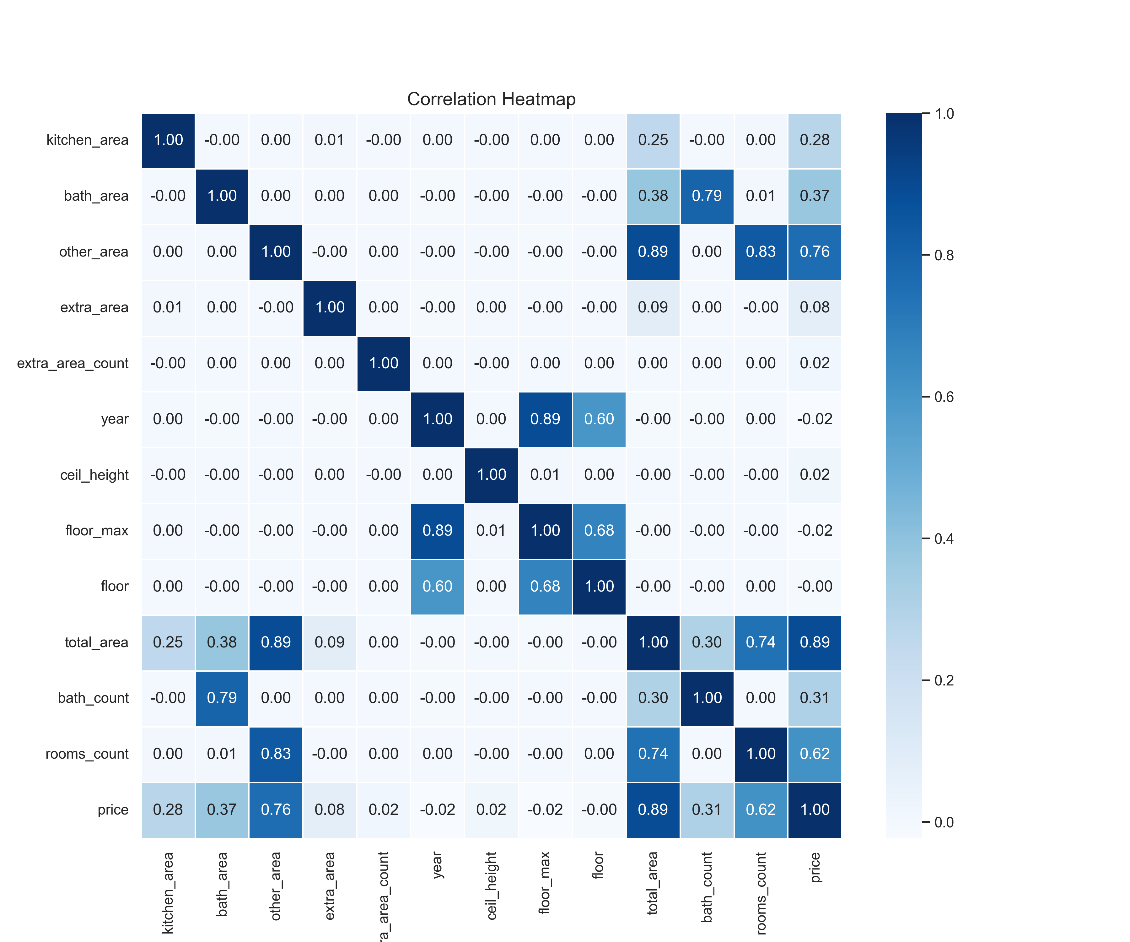 Correlation Heatmap
kitchen_area 1.00 -0.00 0.00 0.01 -0.00 0.00 -0.00 0.00 0.00 0.25 -0.00 0.00 0.28
bath_area -0.00 1.00 0.00 0.00 0.00 -0.00 -0.00 -0.00 -0.00 0.38 0.79 0.01 0.37
other_area 0.00 0.00 1.00 -0.00 0.00 -0.00 -0.00 -0.00 -0.00 0.89 0.00 0.83 0.76
extra_area 0.01 0.00 -0.00 1.00 0.00 -0.00 0.00 -0.00 0.00 0.09 0.00 -0.00 0.08
extra_area_count -0.00 0.00 0.00 0.00 1.00 0.00 -0.00 0.00 0.00 0.00 0.00 0.00 0.02
year 0.00 -0.00 -0.00 -0.00 0.00 1.00 0.00 0.89 0.60 -0.00 -0.00 0.00 -0.02
ceil_height -0.00 -0.00 -0.00 0.00 -0.00 0.00 1.00 0.01 0.00 -0.00 -0.00 -0.00 0.02
floor_max 0.00 -0.00 -0.00 -0.00 0.00 0.89 0.01 1.00 0.68 -0.00 -0.00 -0.00 -0.02
floor 0.00 -0.00 -0.00 0.00 0.00 0.60 0.00 0.68 1.00 -0.00 -0.00 0.00 -0.00
total_area 0.25 0.38 0.89 0.09 0.00 -0.00 -0.00 -0.00 -0.00 1.00 0.30 0.74 0.89
bath_count -0.00 0.79 0.00 0.00 0.00 -0.00 -0.00 -0.00 -0.00 0.30 1.00 0.00 0.31
rooms_count 0.00 0.01 0.83 -0.00 0.00 0.00 -0.00 -0.00 0.00 0.74 0.00 1.00 0.62
price 0.28 0.37 0.76 0.08 0.02 -0.02 0.02 -0.02 -0.00 0.89 0.31 0.62 1.00
kitchen_area
bath_area
other_area
extra_area
ra_area_count
year
ceil_height
floor_max
floor
total_area
bath_count
rooms_count
price
1.0
0.8
0.6
0.4
0.2
0.0